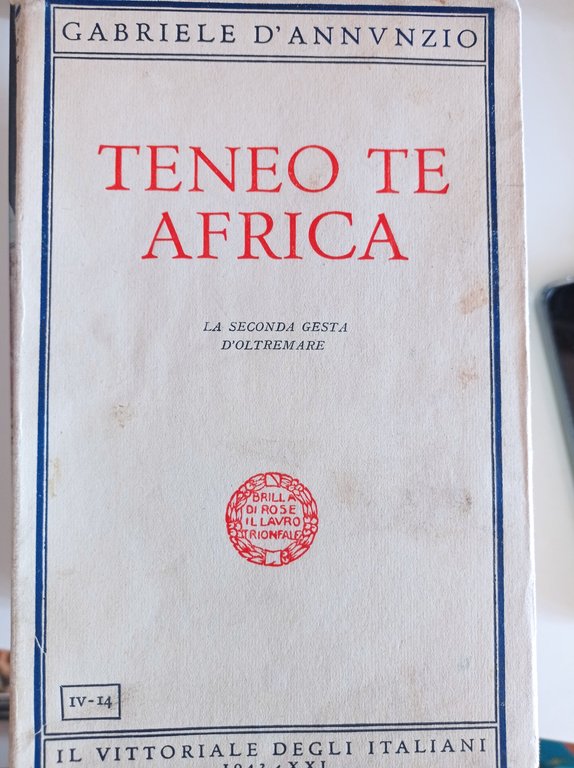 GABRIELE D'ANNVNZIO
TENEO TE
AFRICA
LA SECONDA GESTA
D'OLTREMARE
BRILLA
DI ROSE
IL LAVRO
TRIONFALE
IV-14
IL VITTORIALE DEGLI ITALIANI